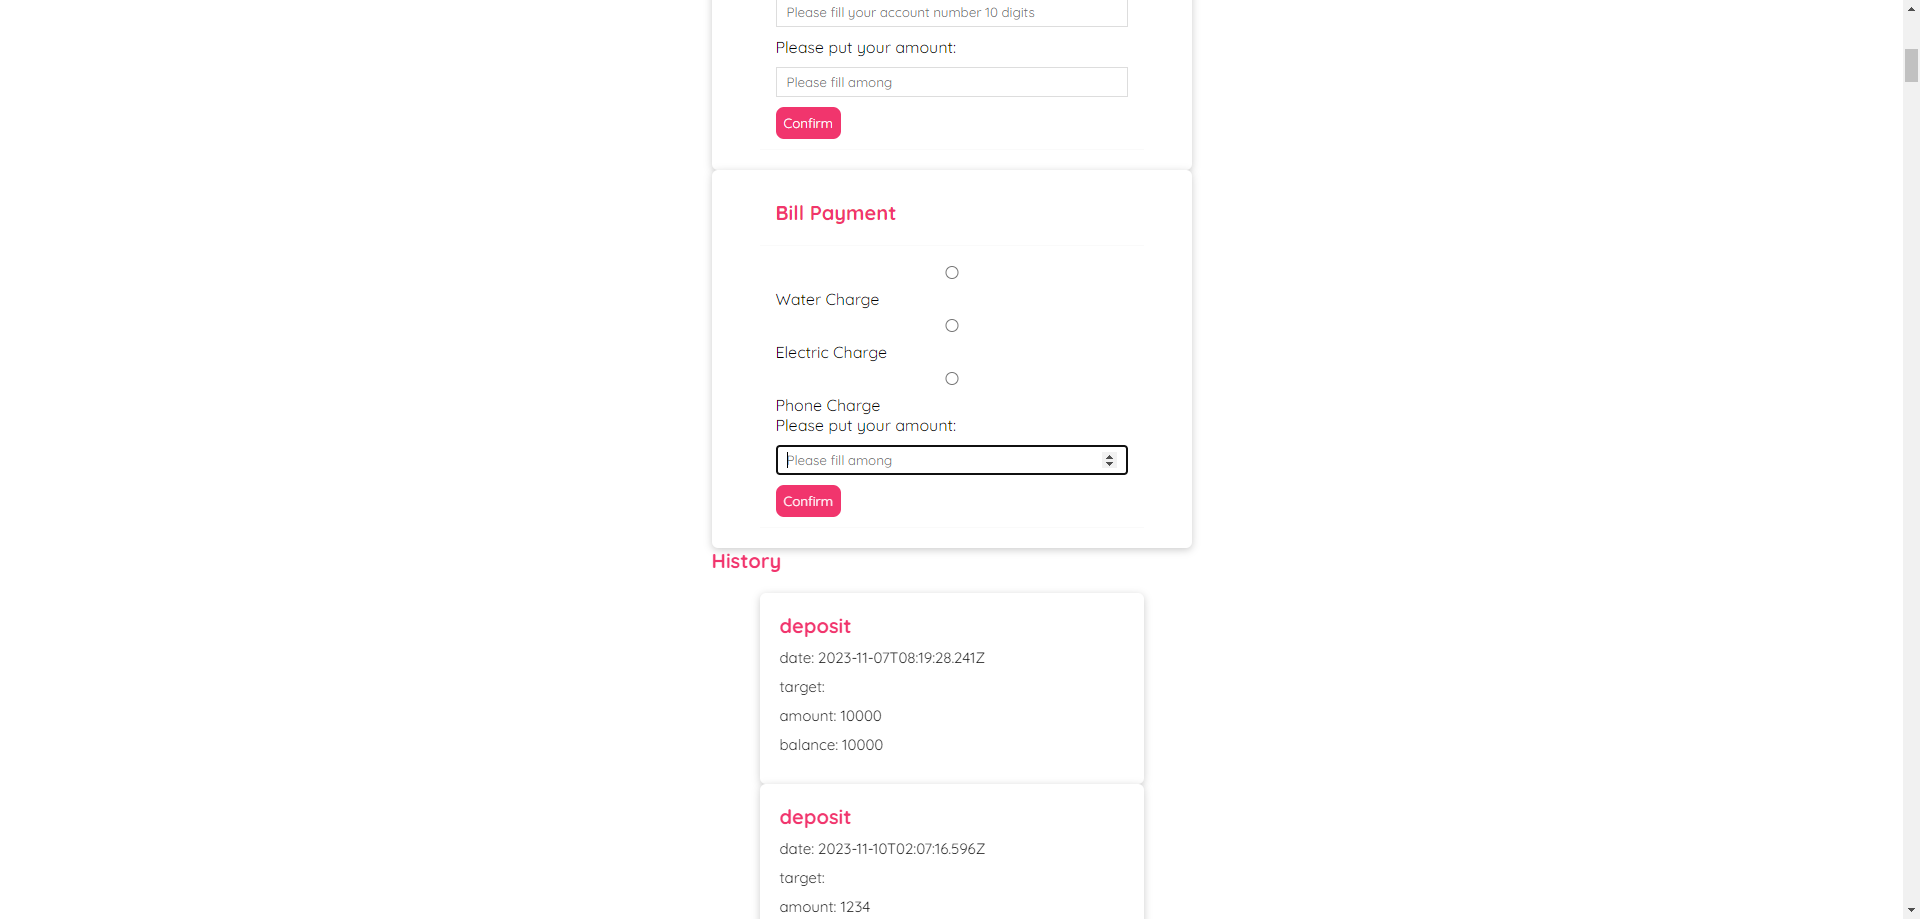 Please fill your account number 10 digits
Please put your amount:
Please fill among
Confirm
Bill Payment
Water Charge
Electric Charge
Phone Charge
Please put your amount:
Please fill among
Confirm
History
deposit
date: 2023-11-07T08:19:28.241Z
target:
amount: 10000
balance: 10000
deposit
date: 2023-11-10T02:07:16.596Z
target:
amount: 1234